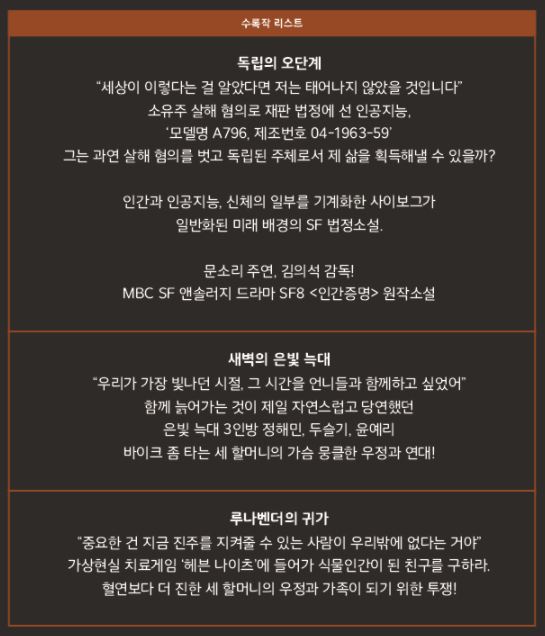 수록작 리스트
독립의 오단계
“세상이 이렇다는 걸 알았다면 저는 태어나지 않았을 것입니다”
소유주 살해 혐의로 재판 법정에 선 인공지능,
‘모델명 A796, 제조번호 04-1963-59’
그는 과연 살해 혐의를 벗고 독립된 주체로서 제 삶을 획득해낼 수 있을까?
인간과 인공지능, 신체의 일부를 기계화한 사이보그가
일반화된 미래 배경의 SF 법정소설.
문소리 주연, 김의석 감독!
MBC SF 앤솔러지 드라마 SF8 <인간증명> 원작소설
새벽의 은빛 늑대
“우리가 가장 빛나던 시절, 그 시간을 언니들과 함께하고 싶었어”
함께 늙어가는 것이 제일 자연스럽고 당연했던
은빛 늑대 3인방 정해민, 두슬기, 윤예리
바이크 좀 타는 세 할머니의 가슴 뭉클한 우정과 연대!
루나벤더의 귀가
“중요한 건 지금 진주를 지켜줄 수 있는 사람이 우리밖에 없다는 거야”
가상현실 치료게임 ‘헤븐 나이츠’에 들어가 식물인간이 된 친구를 구하라.
혈연보다 더 진한 세 할머니의 우정과 가족이 되기 위한 투쟁!